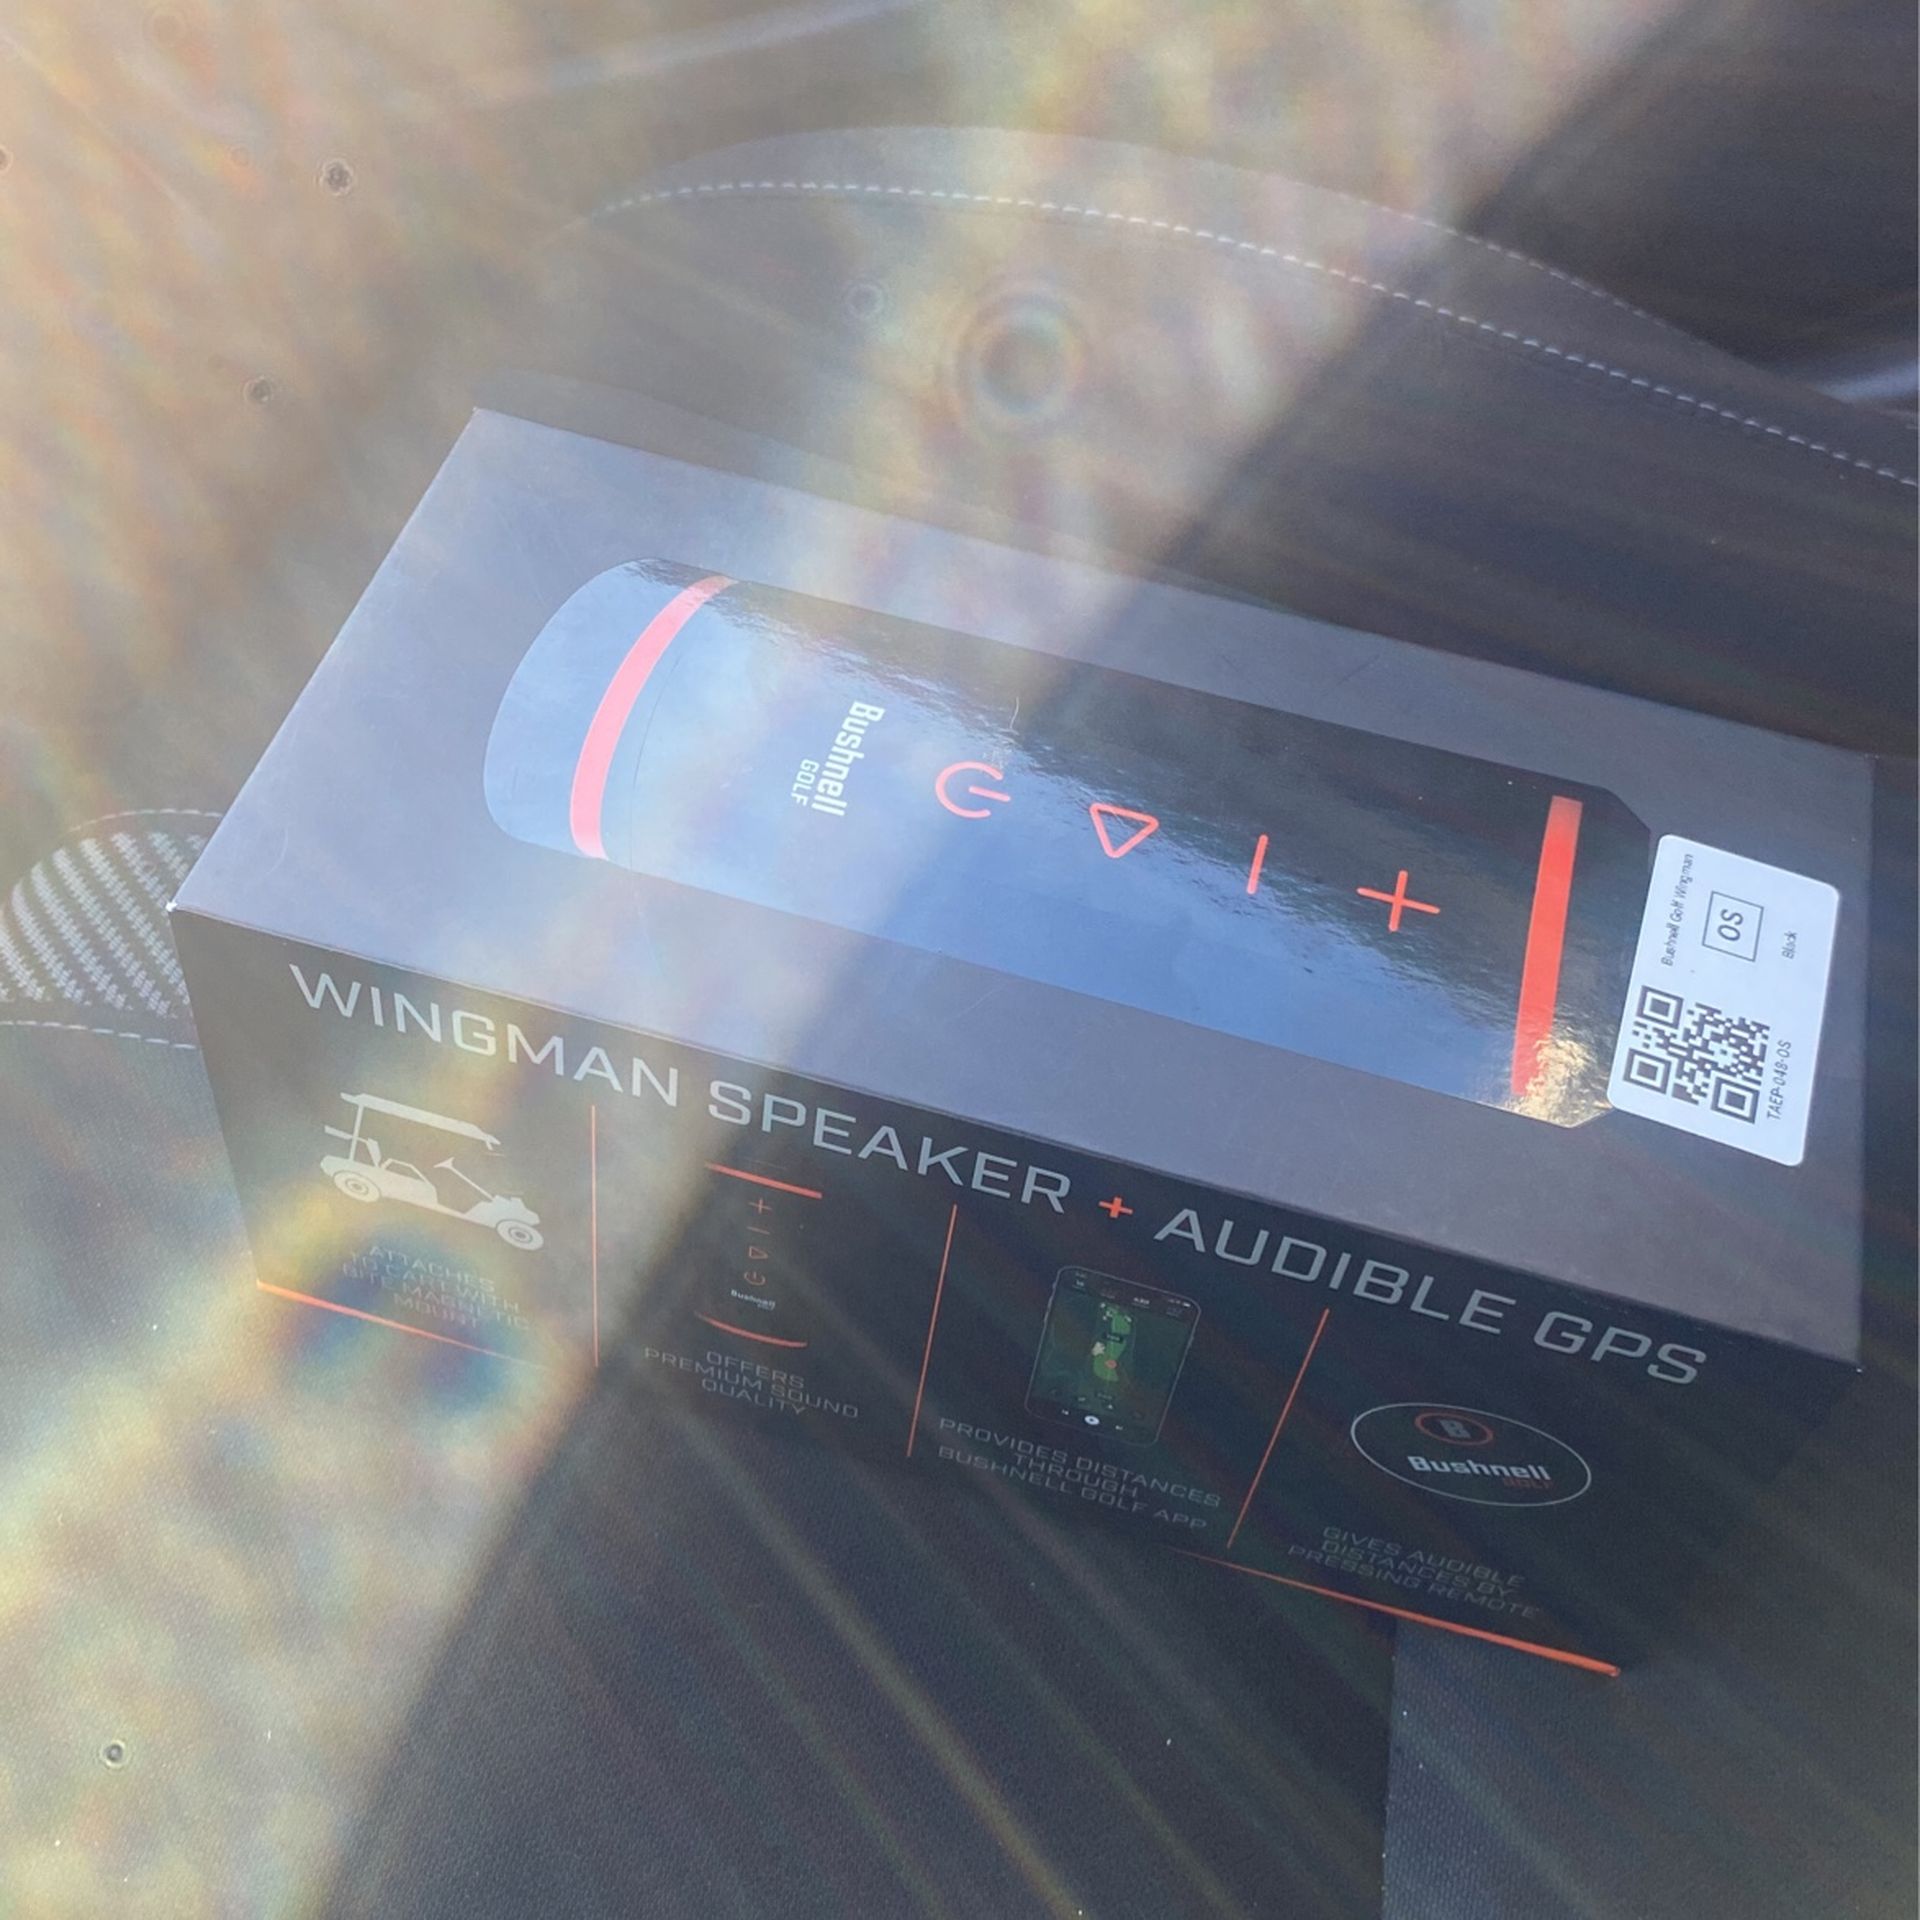 Bushnell
GOLF
Bushnell Golf Wingman
OS
Black
TAEP-048-OS
WINGMAN SPEAKER + AUDIBLE GPS
ATTACHES
TO CART WITH
BITE MAGNETIC
MOUNT
Bushnell
OFFERS
PREMIUM SOUND
QUALITY
PROVIDES DISTANCES
THROUGH
BUSHNELL GOLF APP
B
Bushnell
GOLF
GIVES AUDIBLE
DISTANCES BY
PRESSING REMOTE